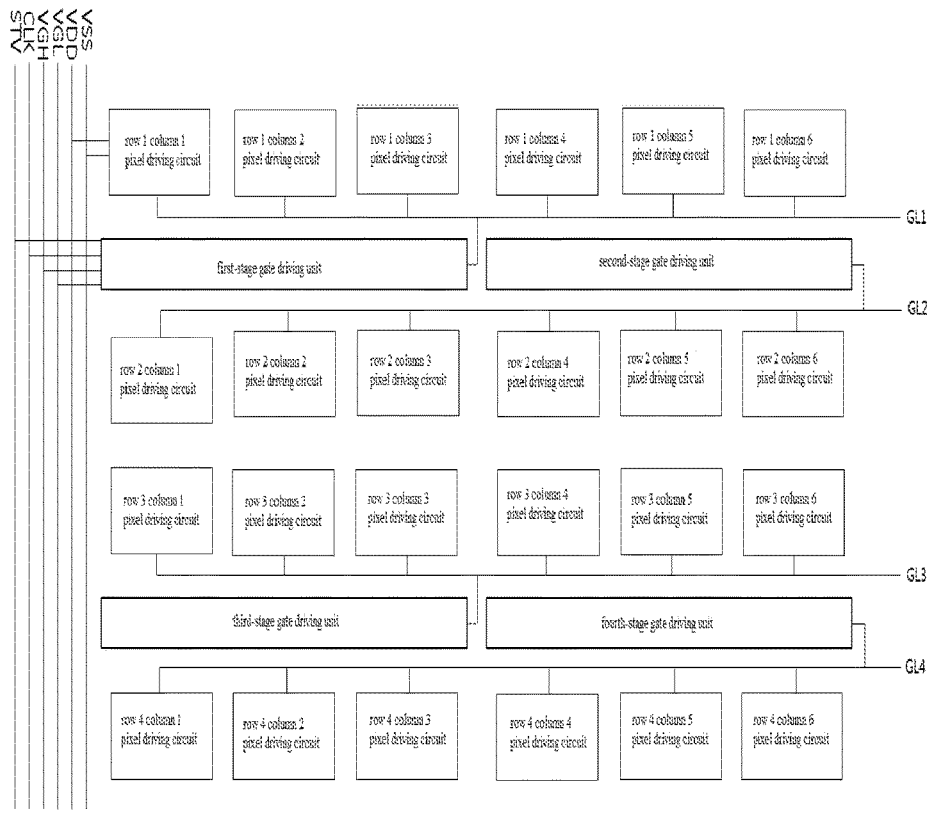 STV
CLK
VGH
VGL
VDD
VSS
row 1 column 1
pixel driving circuit
row 1 column 2
pixel driving circuit
row 1 column 3
pixel driving circuit
row 1 column 4
pixel driving circuit
row 1 column 5
pixel driving circuit
row 1 column 6
pixel driving circuit
GL1
first-stage gate driving unit
second-stage gate driving unit
GL2
row 2 column 1
pixel driving circuit
row 2 column 2
pixel driving circuit
row 2 column 3
pixel driving circuit
row 2 column 4
pixel driving circuit
row 2 column 5
pixel driving circuit
row 2 column 6
pixel driving circuit
row 3 column 1
pixel driving circuit
row 3 column 2
pixel driving circuit
row 3 column 3
pixel driving circuit
row 3 column 4
pixel driving circuit
row 3 column 5
pixel driving circuit
row 3 column 6
pixel driving circuit
GL3
third-stage gate driving unit
fourth-stage gate driving unit
GL4
row 4 column 1
pixel driving circuit
row 4 column 2
pixel driving circuit
row 4 column 3
pixel driving circuit
row 4 column 4
pixel driving circuit
row 4 column 5
pixel driving circuit
row 4 column 6
pixel driving circuit